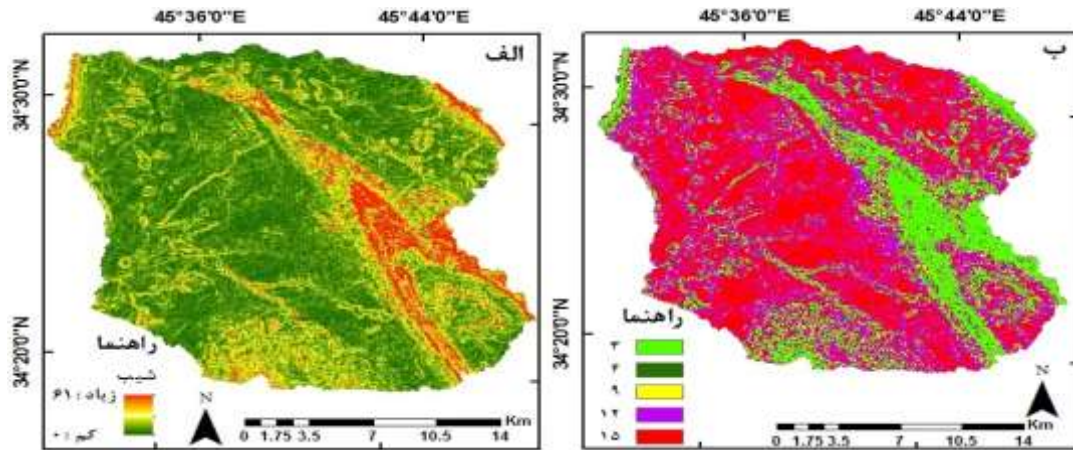 45°36'0"E 45°44'0"E
الف
34°30'0"N
34°20'0"N
راهنما
شیب
زیاد : ۶۱
کم : ۰
N
Km
0 1.75 3.5 7 10.5 14
45°36'0"E 45°44'0"E
ب
34°30'0"N
34°20'0"N
راهنما
۳
۹
۱۲
۱۵
N
Km
0 1.75 3.5 7 10.5 14